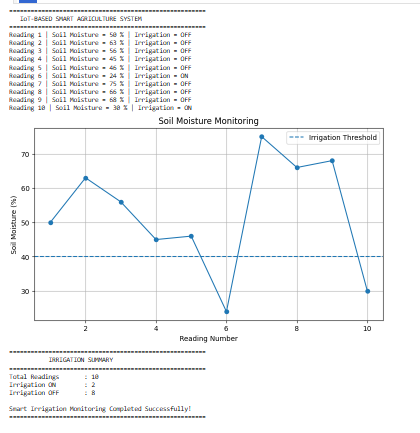 ============================================================
IoT-BASED SMART AGRICULTURE SYSTEM
============================================================
Reading 1 | Soil Moisture = 50 % | Irrigation = OFF
Reading 2 | Soil Moisture = 63 % | Irrigation = OFF
Reading 3 | Soil Moisture = 56 % | Irrigation = OFF
Reading 4 | Soil Moisture = 45 % | Irrigation = OFF
Reading 5 | Soil Moisture = 46 % | Irrigation = OFF
Reading 6 | Soil Moisture = 24 % | Irrigation = ON
Reading 7 | Soil Moisture = 75 % | Irrigation = OFF
Reading 8 | Soil Moisture = 66 % | Irrigation = OFF
Reading 9 | Soil Moisture = 68 % | Irrigation = OFF
Reading 10 | Soil Moisture = 30 % | Irrigation = ON
Soil Moisture Monitoring
Irrigation Threshold
70
60
50
40
30
Soil Moisture (%)
2 4 6 8 10
Reading Number
============================================================
IRRIGATION SUMMARY
============================================================
Total Readings : 10
Irrigation ON : 2
Irrigation OFF : 8
Smart Irrigation Monitoring Completed Successfully!
============================================================